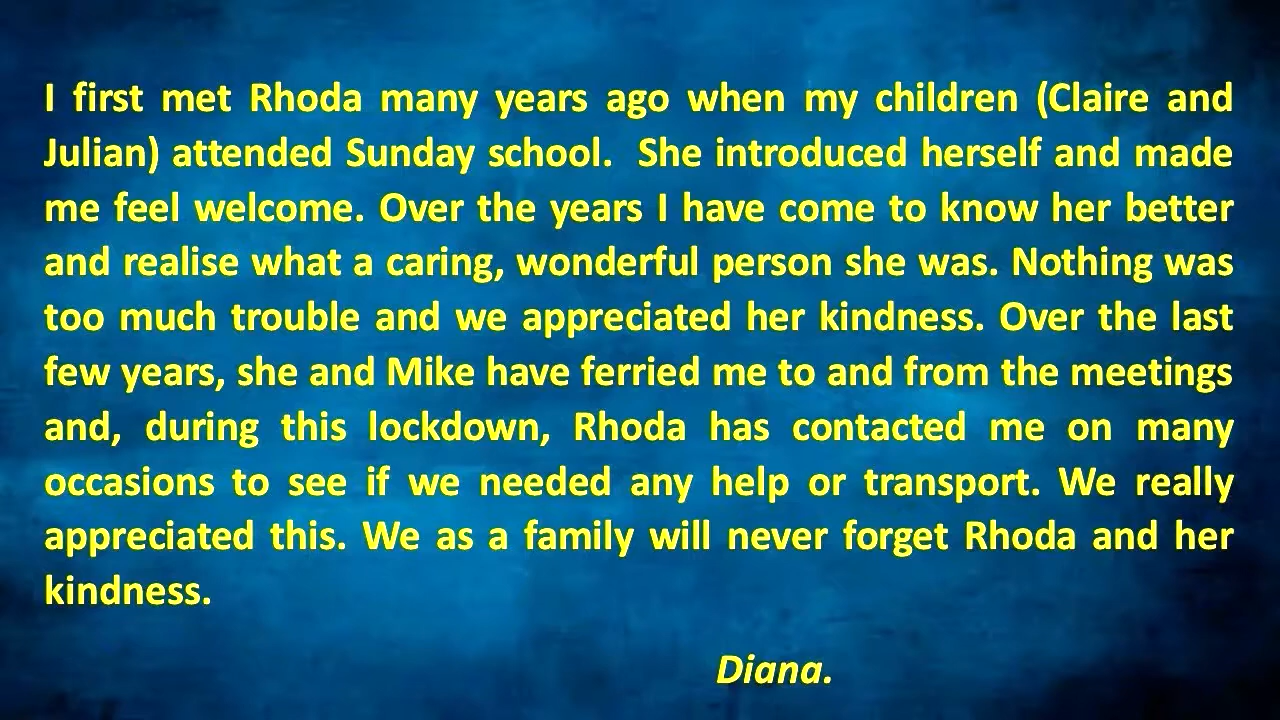 I first met Rhoda many years ago when my children (Claire and
Julian) attended Sunday school.  She introduced herself and made
me feel welcome. Over the years I have come to know her better
and realise what a caring, wonderful person she was. Nothing was
too much trouble and we appreciated her kindness. Over the last
few years, she and Mike have ferried me to and from the meetings
and, during this lockdown, Rhoda has contacted me on many
occasions to see if we needed any help or transport. We really
appreciated this. We as a family will never forget Rhoda and her
kindness.
Diana.